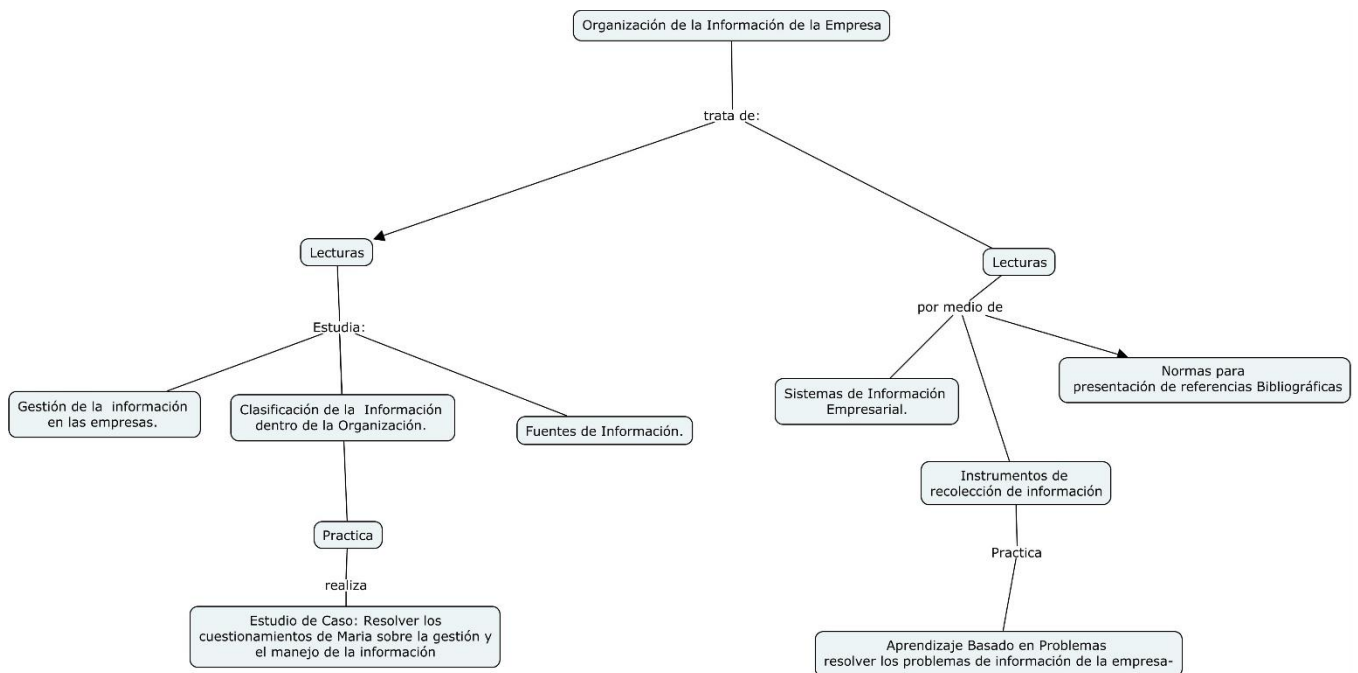 Organización de la Información de la Empresa
trata de:
Lecturas
Lecturas
por medio de
Estudia:
Normas para
presentación de referencias Bibliográficas
Sistemas de Información
Empresarial.
Gestión de la información
en las empresas.
Clasificación de la Información
dentro de la Organización.
Fuentes de Información.
Instrumentos de
recolección de información
Practica
Practica
realiza
Estudio de Caso: Resolver los
cuestionamientos de Maria sobre la gestión y
el manejo de la información
Aprendizaje Basado en Problemas
resolver los problemas de información de la empresa-